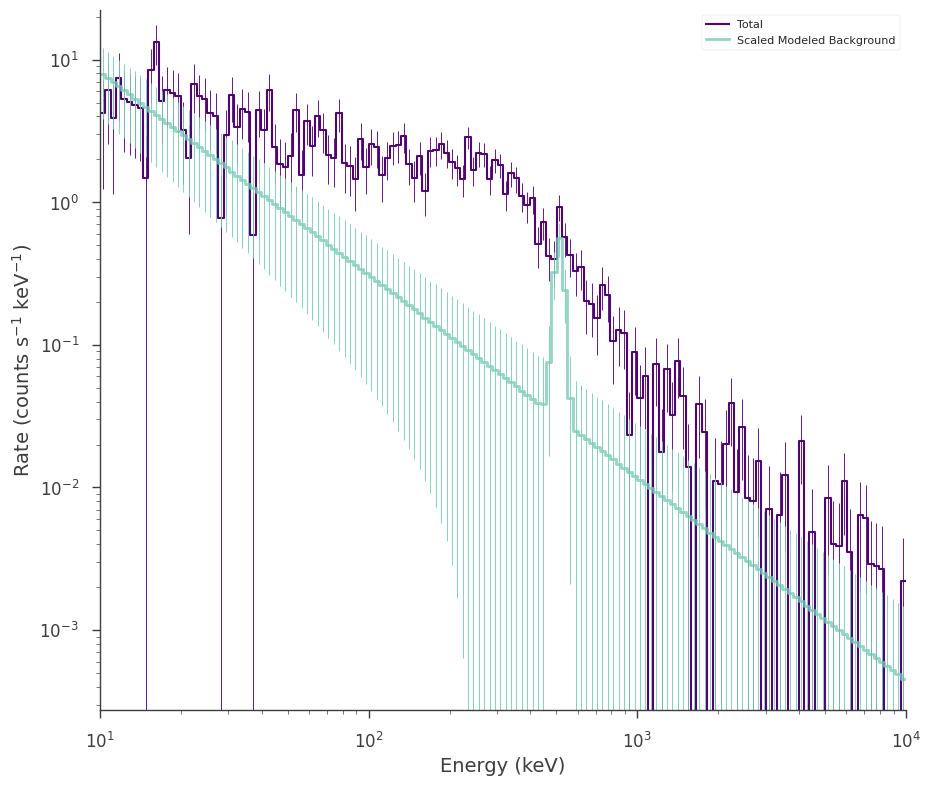 Total
Scaled Modeled Background
10¹
10⁰
10⁻¹
10⁻²
10⁻³
Rate (counts s⁻¹ keV⁻¹)
10¹ 10² 10³ 10⁴
Energy (keV)